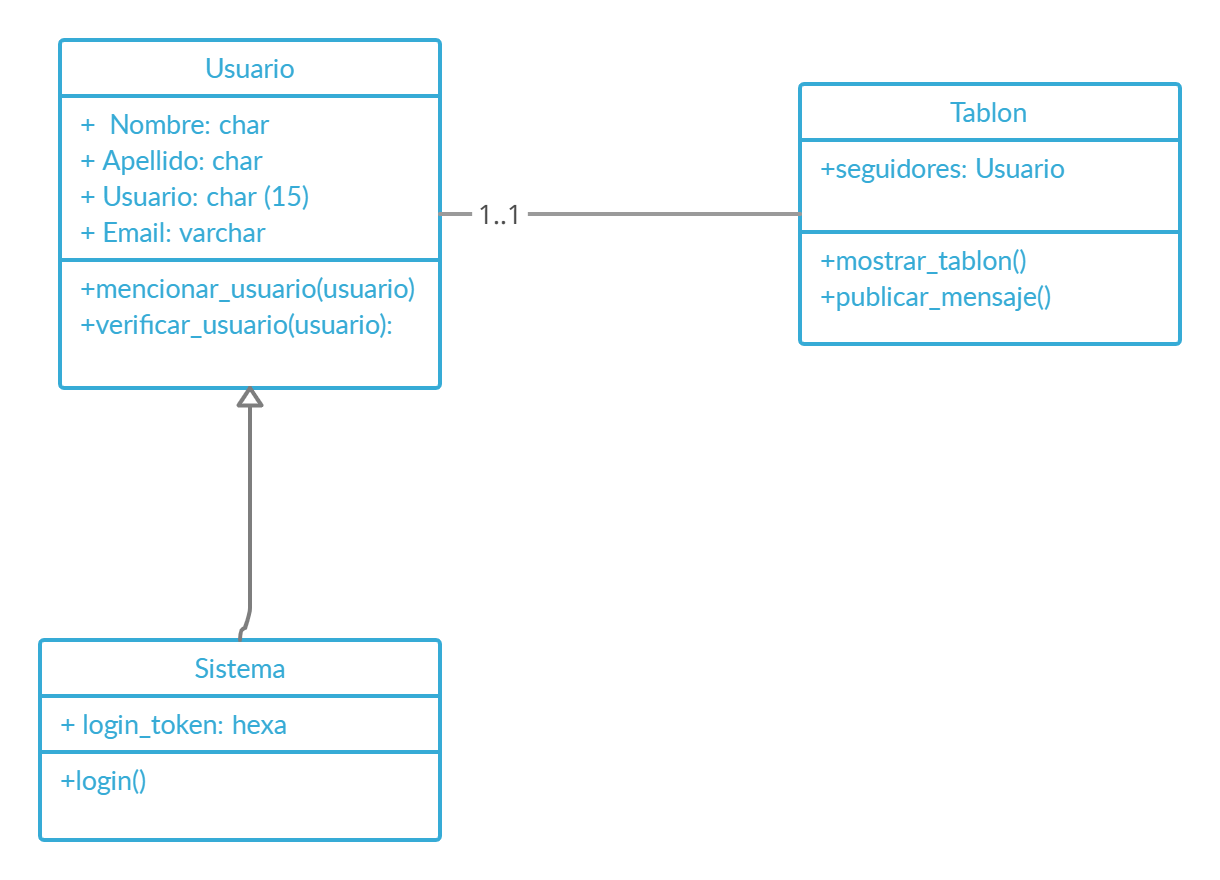 Usuario
+ Nombre: char
+ Apellido: char
+ Usuario: char (15)
+ Email: varchar
+mencionar_usuario(usuario)
+verificar_usuario(usuario):
1..1
Tablon
+seguidores: Usuario
+mostrar_tablon()
+publicar_mensaje()
Sistema
+ login_token: hexa
+login()